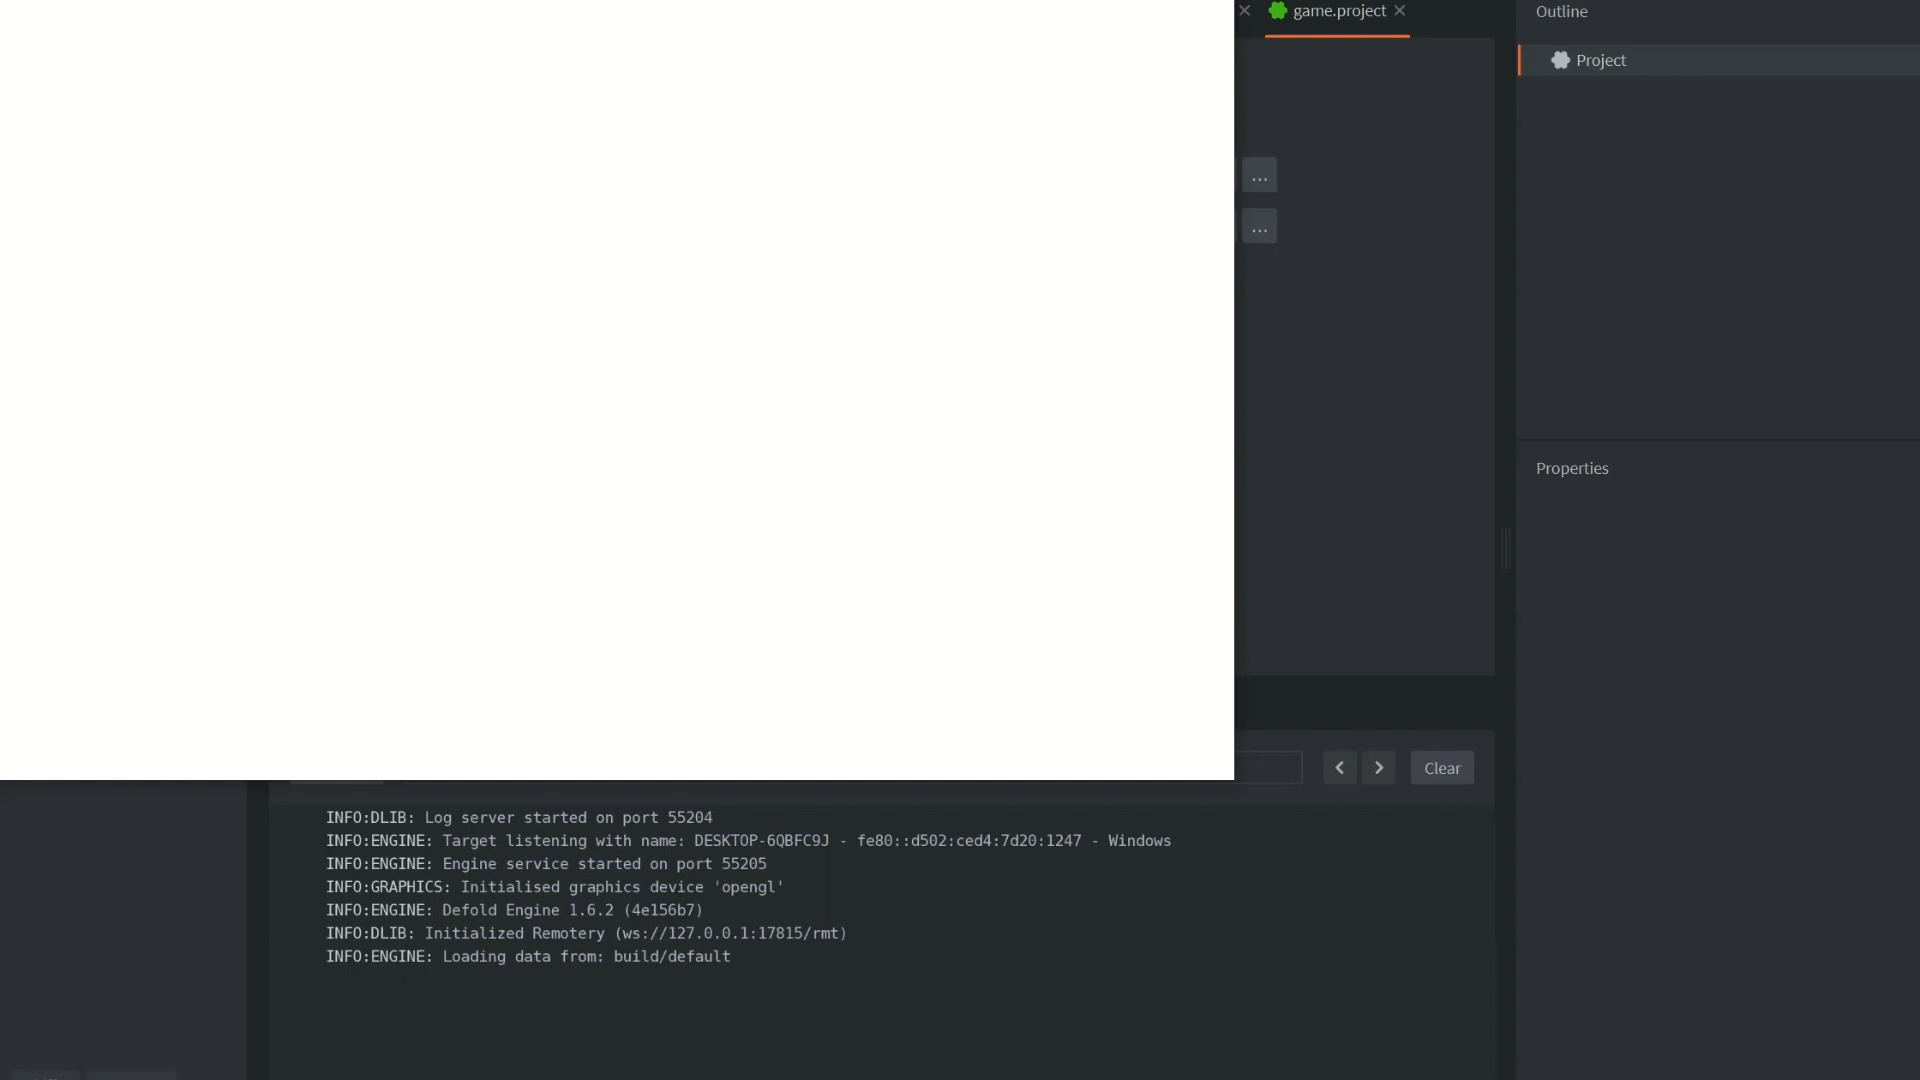 game.project
Outline
Project
...
...
Properties
Clear
INFO:DLIB: Log server started on port 55204
INFO:ENGINE: Target listening with name: DESKTOP-6QBFC9J - fe80::d502:ced4:7d20:1247 - Windows
INFO:ENGINE: Engine service started on port 55205
INFO:GRAPHICS: Initialised graphics device 'opengl'
INFO:ENGINE: Defold Engine 1.6.2 (4e156b7)
INFO:DLIB: Initialized Remotery (ws://127.0.0.1:17815/rmt)
INFO:ENGINE: Loading data from: build/default